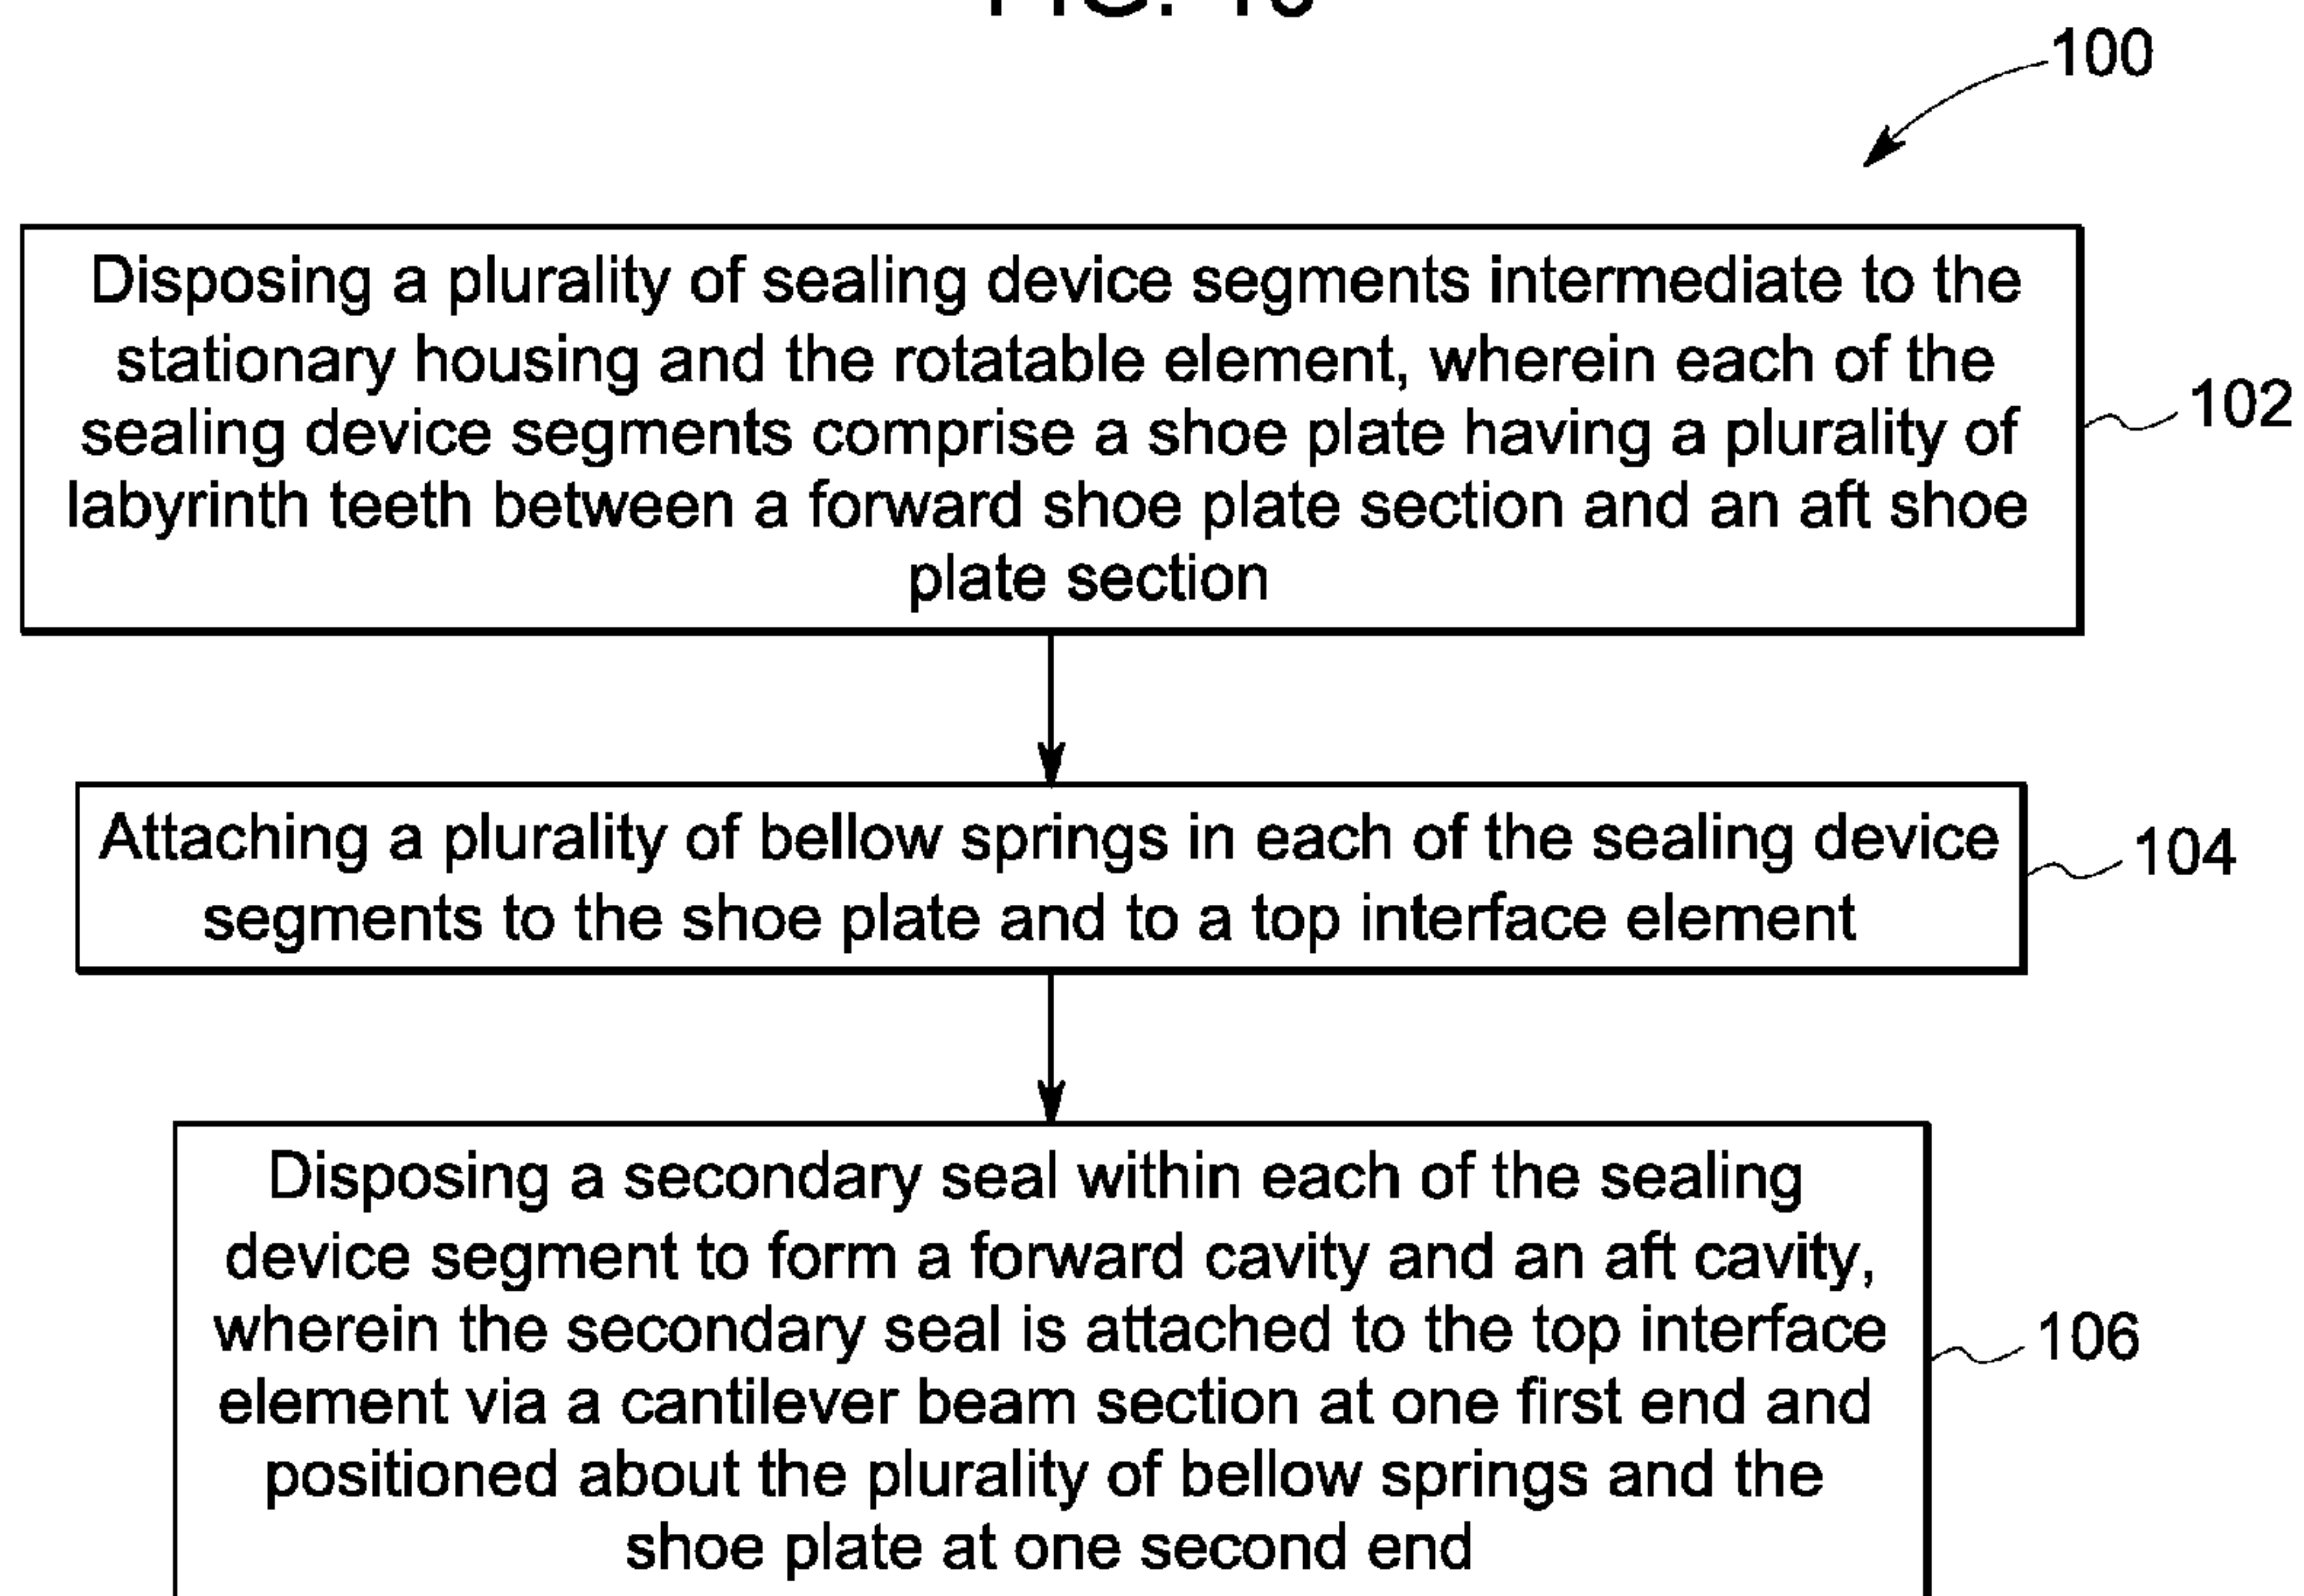 FIG. 10
100
Disposing a plurality of sealing device segments intermediate to the
stationary housing and the rotatable element, wherein each of the
sealing device segments comprise a shoe plate having a plurality of
labyrinth teeth between a forward shoe plate section and an aft shoe
plate section
102
Attaching a plurality of bellow springs in each of the sealing device
segments to the shoe plate and to a top interface element
104
Disposing a secondary seal within each of the sealing
device segment to form a forward cavity and an aft cavity,
wherein the secondary seal is attached to the top interface
element via a cantilever beam section at one first end and
positioned about the plurality of bellow springs and the
shoe plate at one second end
106